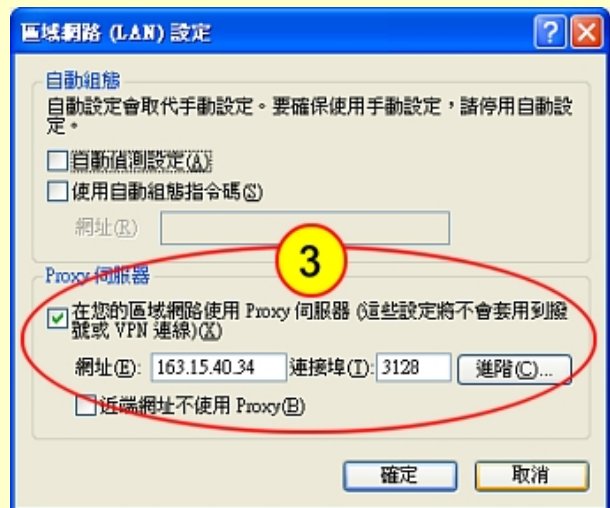 區域網路 (LAN) 設定
自動組態
自動設定會取代手動設定。要確保使用手動設定，請停用自動設
定。
自動偵測設定(A)
使用自動組態指令碼(S)
網址(R)
3
Proxy 伺服器
在您的區域網路使用 Proxy 伺服器 (這些設定將不會套用到撥
號或 VPN 連線)(X)
網址(E): 163.15.40.34 連接埠(T): 3128 進階(C)...
近端網址不使用 Proxy(B)
確定 取消